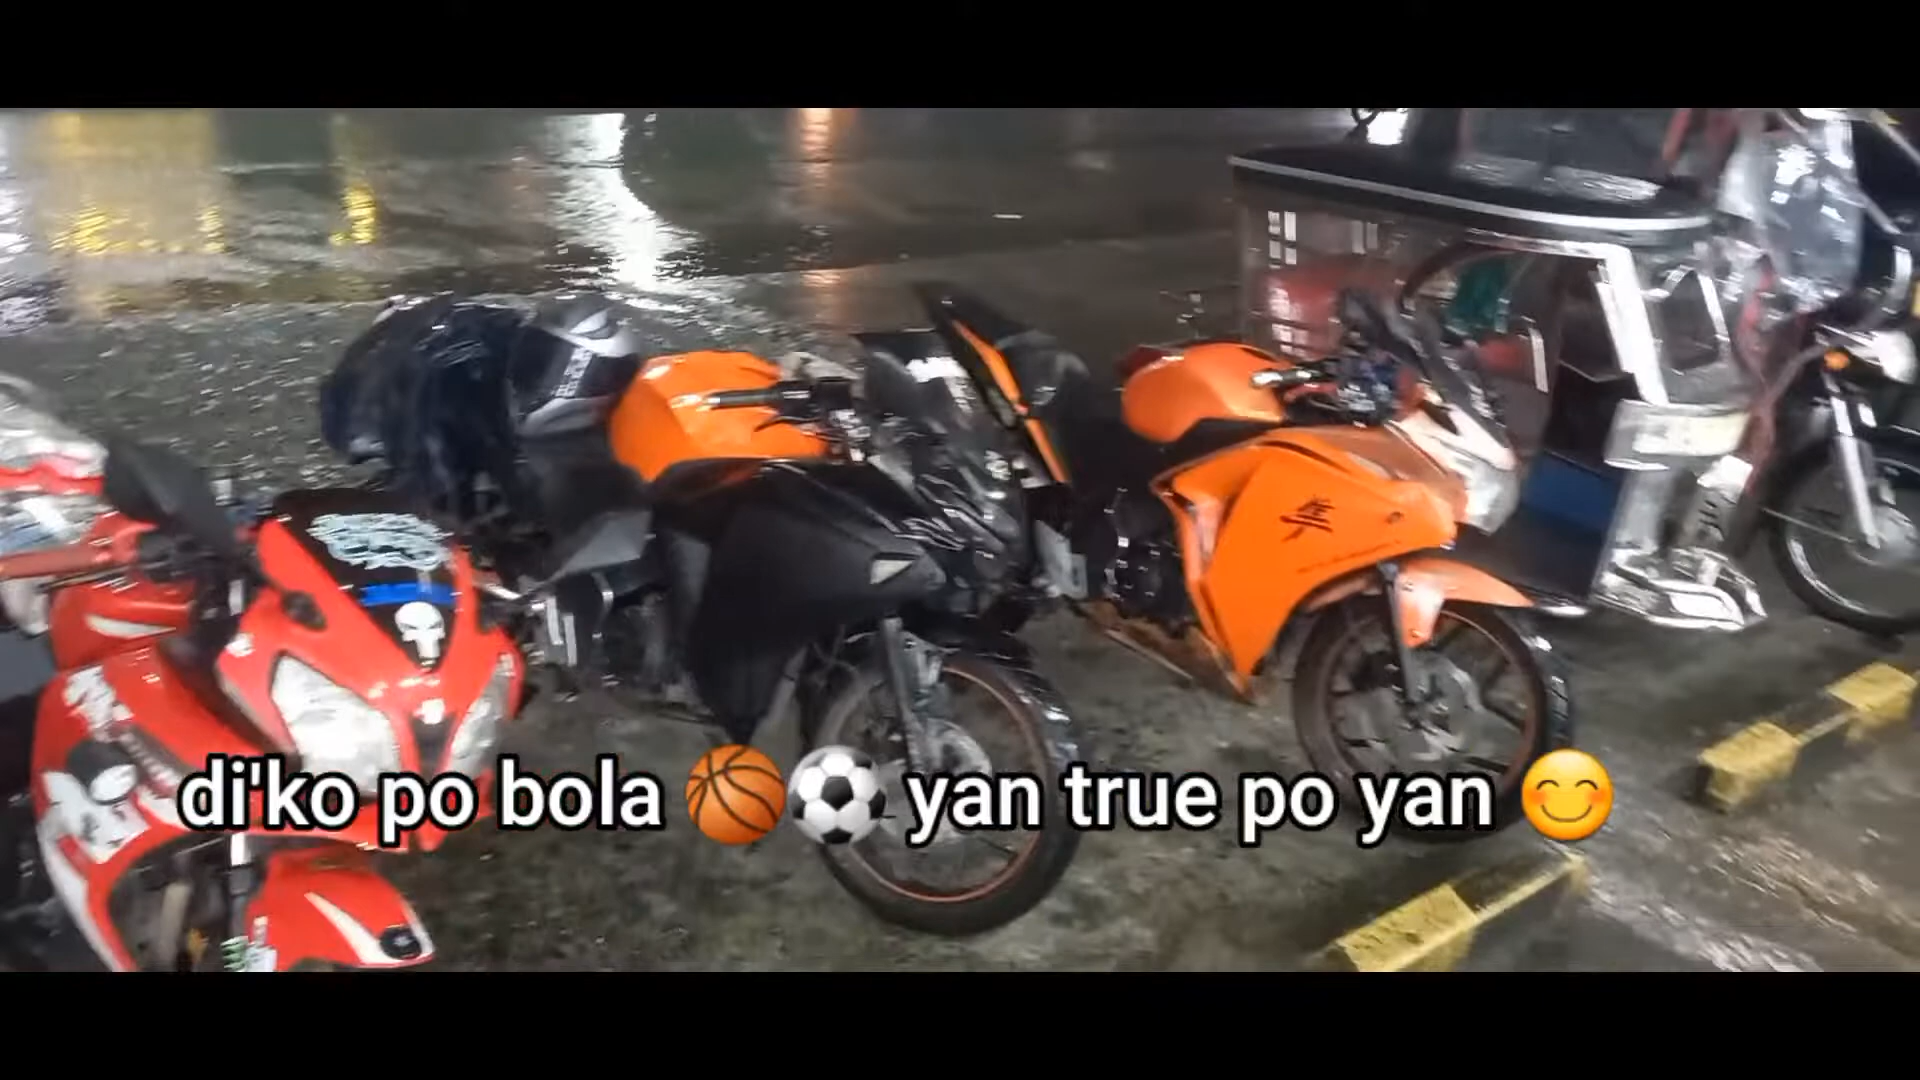 di'ko po bola 🏀⚽ yan true po yan 😊